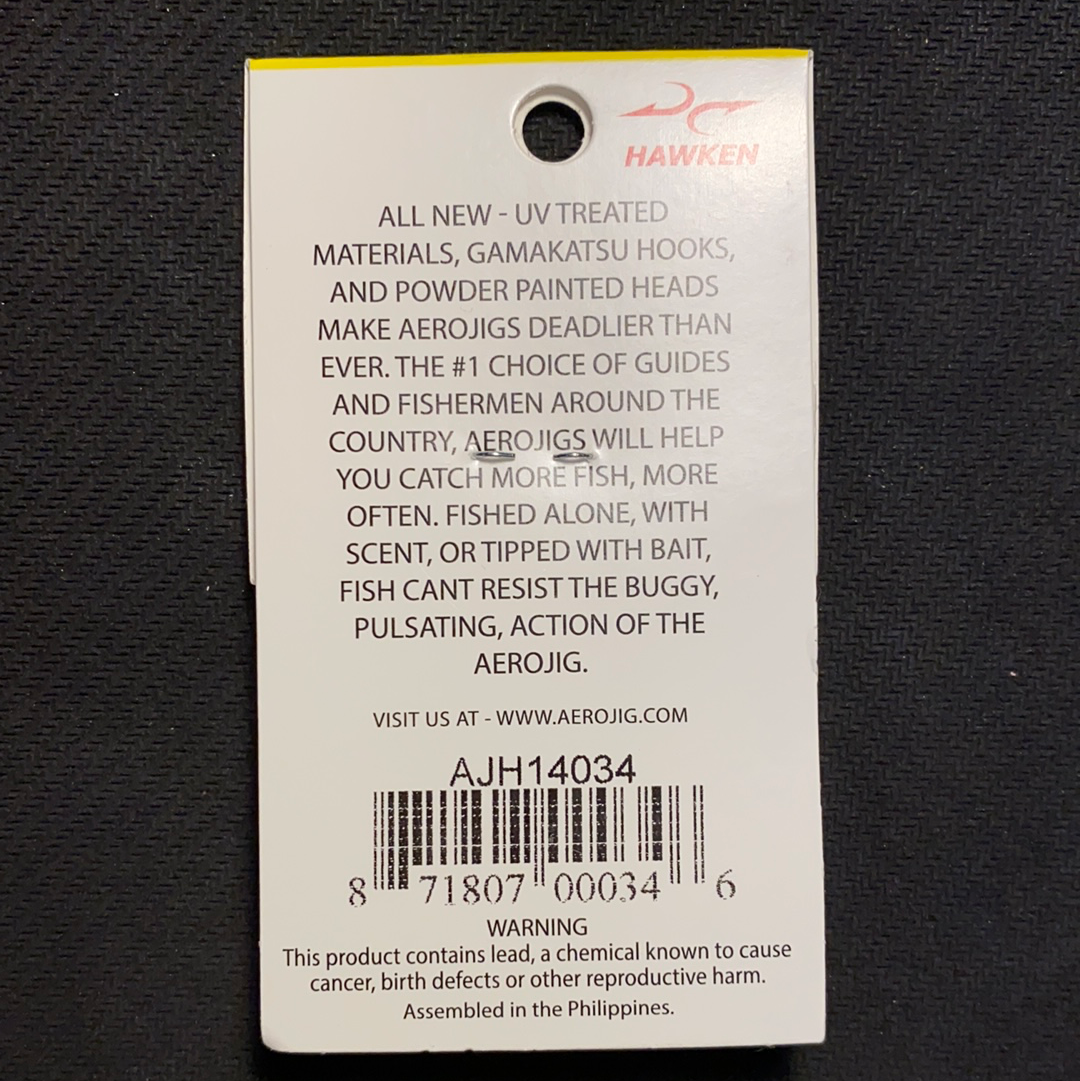 HAWKEN
ALL NEW - UV TREATED
MATERIALS, GAMAKATSU HOOKS,
AND POWDER PAINTED HEADS
MAKE AEROJIGS DEADLIER THAN
EVER. THE #1 CHOICE OF GUIDES
AND FISHERMEN AROUND THE
COUNTRY, AEROJIGS WILL HELP
YOU CATCH MORE FISH, MORE
OFTEN. FISHED ALONE, WITH
SCENT, OR TIPPED WITH BAIT,
FISH CANT RESIST THE BUGGY,
PULSATING, ACTION OF THE
AEROJIG.
VISIT US AT - WWW.AEROJIG.COM
AJH14034
8 71807 00034 6
WARNING
This product contains lead, a chemical known to cause
cancer, birth defects or other reproductive harm.
Assembled in the Philippines.